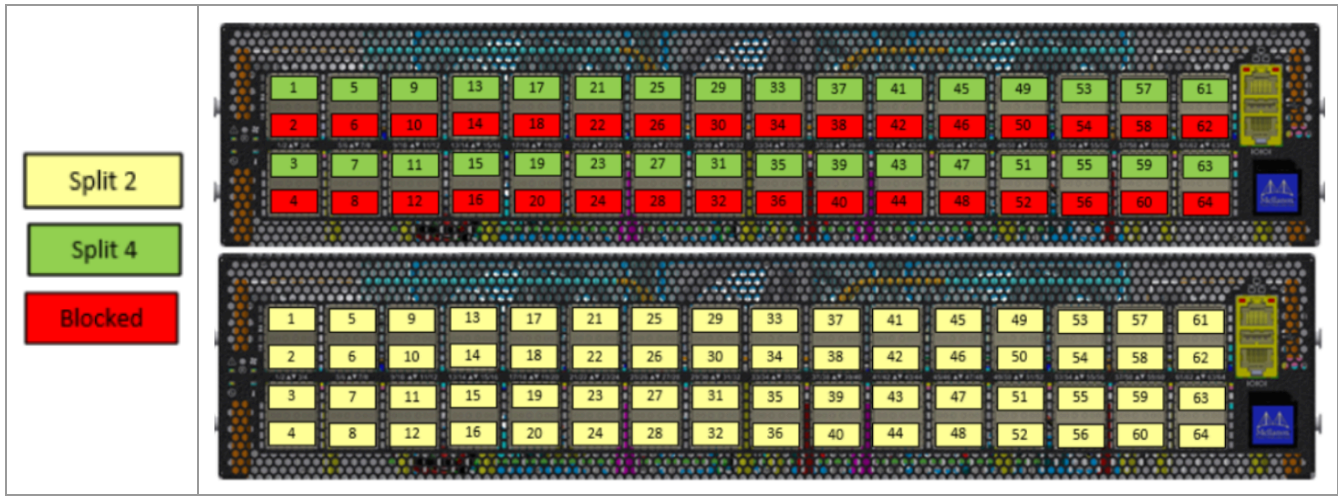 Split 2
Split 4
Blocked
1 5 9 13 17 21 25 29 33 37 41 45 49 53 57 61
2 6 10 14 18 22 26 30 34 38 42 46 50 54 58 62
3 7 11 15 19 23 27 31 35 39 43 47 51 55 59 63
4 8 12 16 20 24 28 32 36 40 44 48 52 56 60 64
1 5 9 13 17 21 25 29 33 37 41 45 49 53 57 61
2 6 10 14 18 22 26 30 34 38 42 46 50 54 58 62
3 7 11 15 19 23 27 31 35 39 43 47 51 55 59 63
4 8 12 16 20 24 28 32 36 40 44 48 52 56 60 64